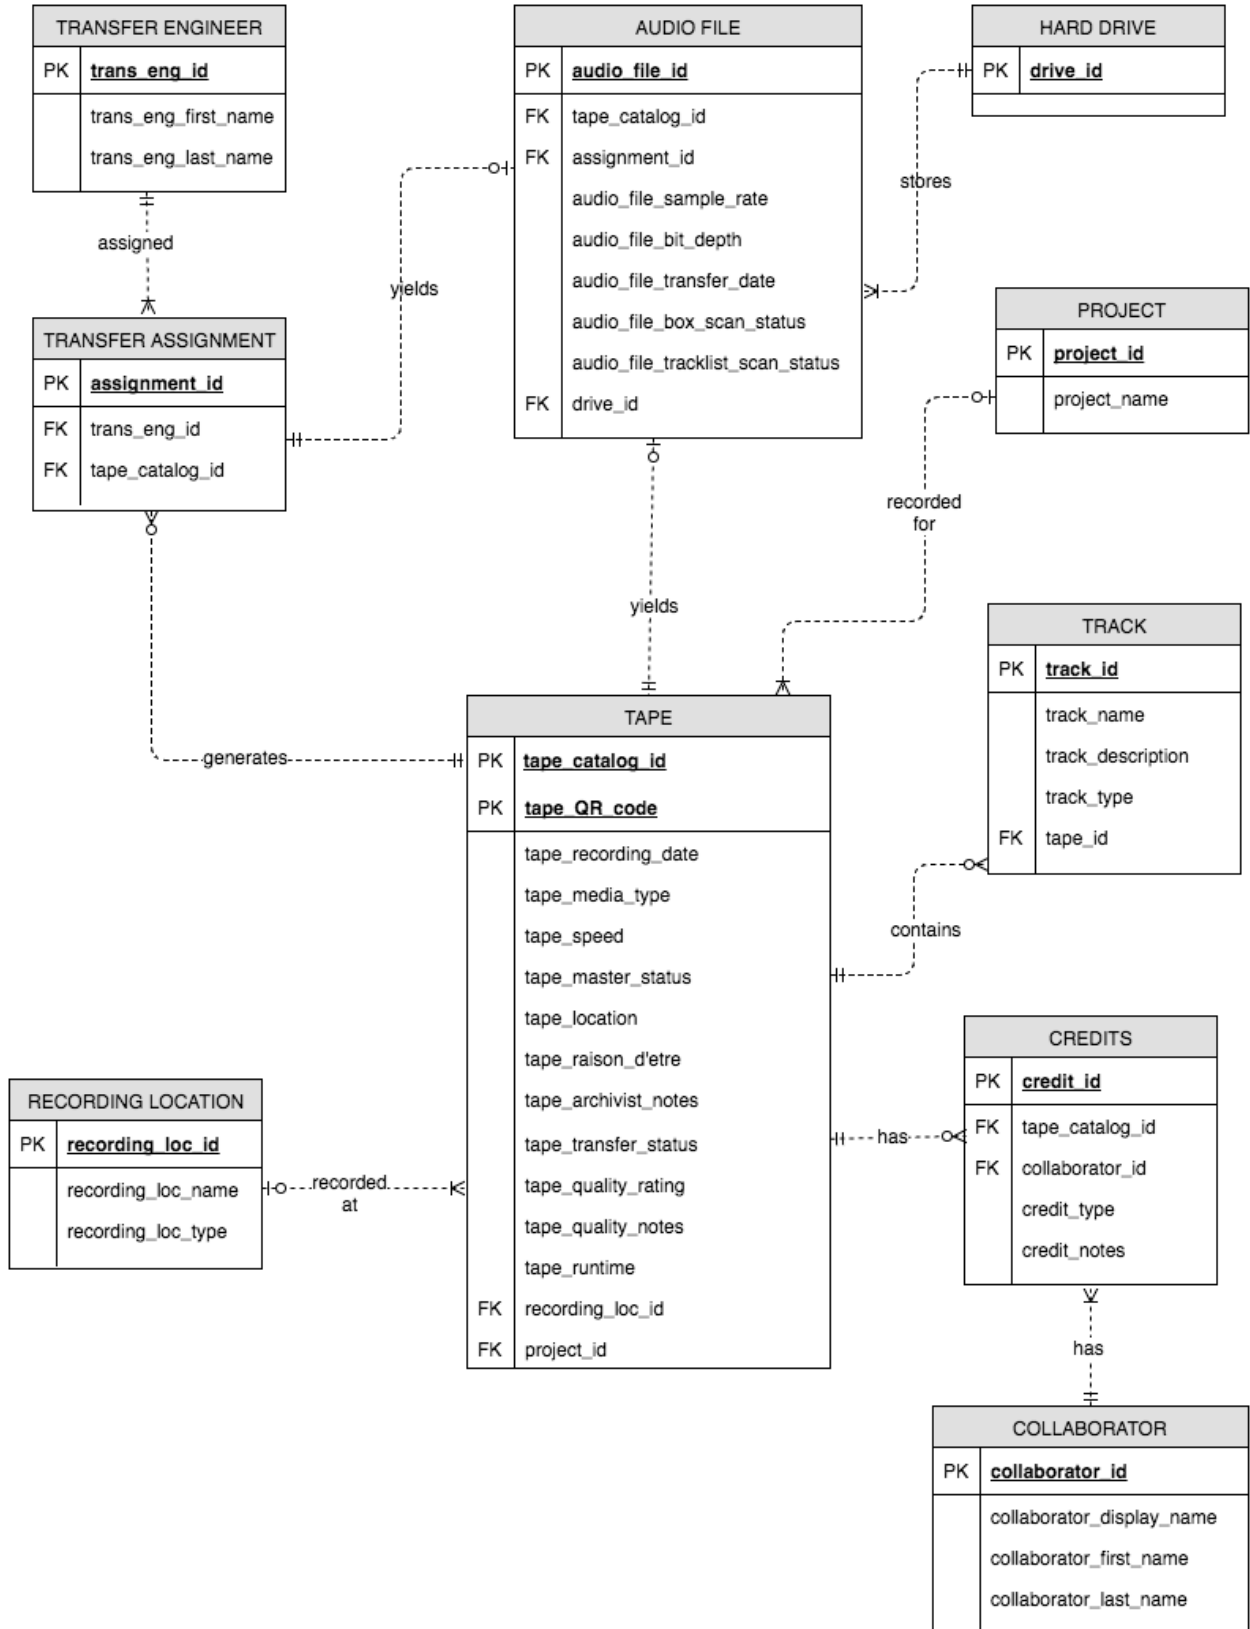 TRANSFER ENGINEER
PK trans_eng_id
trans_eng_first_name
trans_eng_last_name
assigned
TRANSFER ASSIGNMENT
PK assignment_id
FK trans_eng_id
FK tape_catalog_id
yields
AUDIO FILE
PK audio_file_id
FK tape_catalog_id
FK assignment_id
audio_file_sample_rate
audio_file_bit_depth
audio_file_transfer_date
audio_file_box_scan_status
audio_file_tracklist_scan_status
FK drive_id
HARD DRIVE
PK drive_id
stores
PROJECT
PK project_id
project_name
recorded
for
yields
generates
TAPE
PK tape_catalog_id
PK tape_QR_code
tape_recording_date
tape_media_type
tape_speed
tape_master_status
tape_location
tape_raison_d'etre
tape_archivist_notes
tape_transfer_status
tape_quality_rating
tape_quality_notes
tape_runtime
FK recording_loc_id
FK project_id
TRACK
PK track_id
track_name
track_description
track_type
FK tape_id
contains
RECORDING LOCATION
PK recording_loc_id
recording_loc_name
recording_loc_type
recorded
at
CREDITS
PK credit_id
FK tape_catalog_id
FK collaborator_id
credit_type
credit_notes
has
has
COLLABORATOR
PK collaborator_id
collaborator_display_name
collaborator_first_name
collaborator_last_name